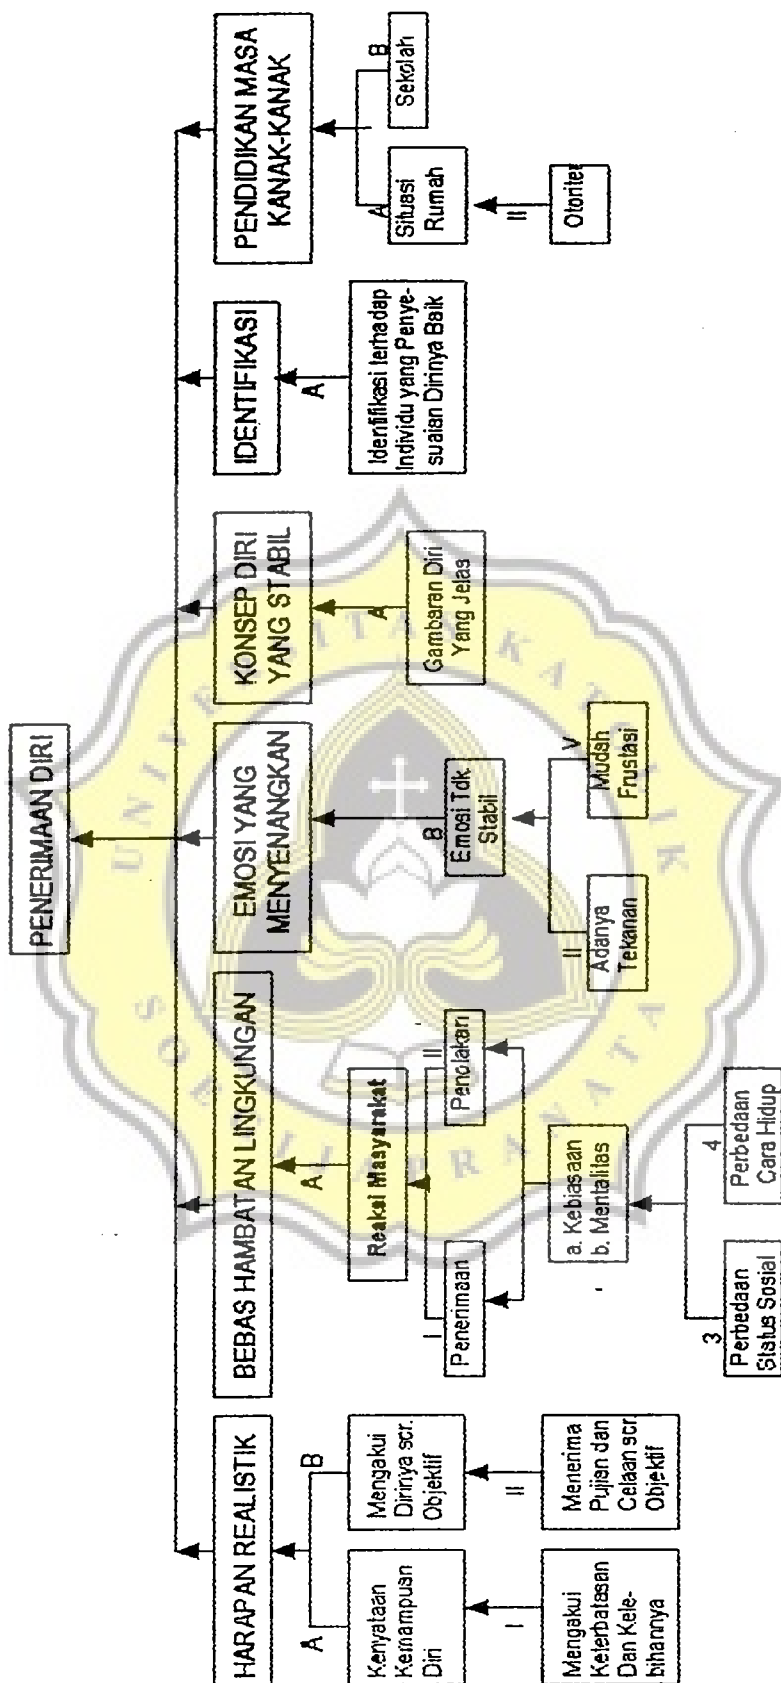 PENERIMAAN DIRI
HARAPAN REALISTIK
BEBAS HAMBATAN LINGKUNGAN
EMOSI YANG
MENYENANGKAN
KONSEP DIRI
YANG STABIL
IDENTIFIKASI
PENDIDIKAN MASA
KANAK-KANAK
A
B
Kenyataan
Kemampuan
Diri
Mengakui
Dirinya scr.
Objektif
I
II
Mengakui
Keterbatasan
Dan Kele-
bihannya
Menerima
Pujian dan
Celaan scr.
Objektif
A
Reaksi Masyarakat
I
II
Penerimaan
Penolakan
a. Kebiasaan
b. Mentalitas
3
4
Perbedaan
Status Sosial
Perbedaan
Cara Hidup
B
Emosi Tdk
Stabil
II
V
Adanya
Tekanan
Mudah
Frustasi
A
Gambaran Diri
Yang Jelas
A
Identifikasi terhadap
Individu yang Penye-
suaian Dirinya Baik
A
B
Situasi
Rumah
Sekolah
II
Otoriter
UNIVERSITAS KATOLIK
SOEGIJAPRANATA